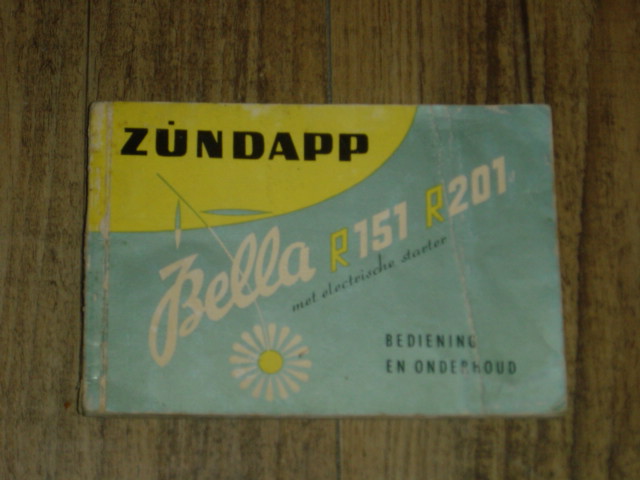 ZÜNDAPP
Bella R151 R201
met electrische starter
BEDIENING
EN ONDERHOUD